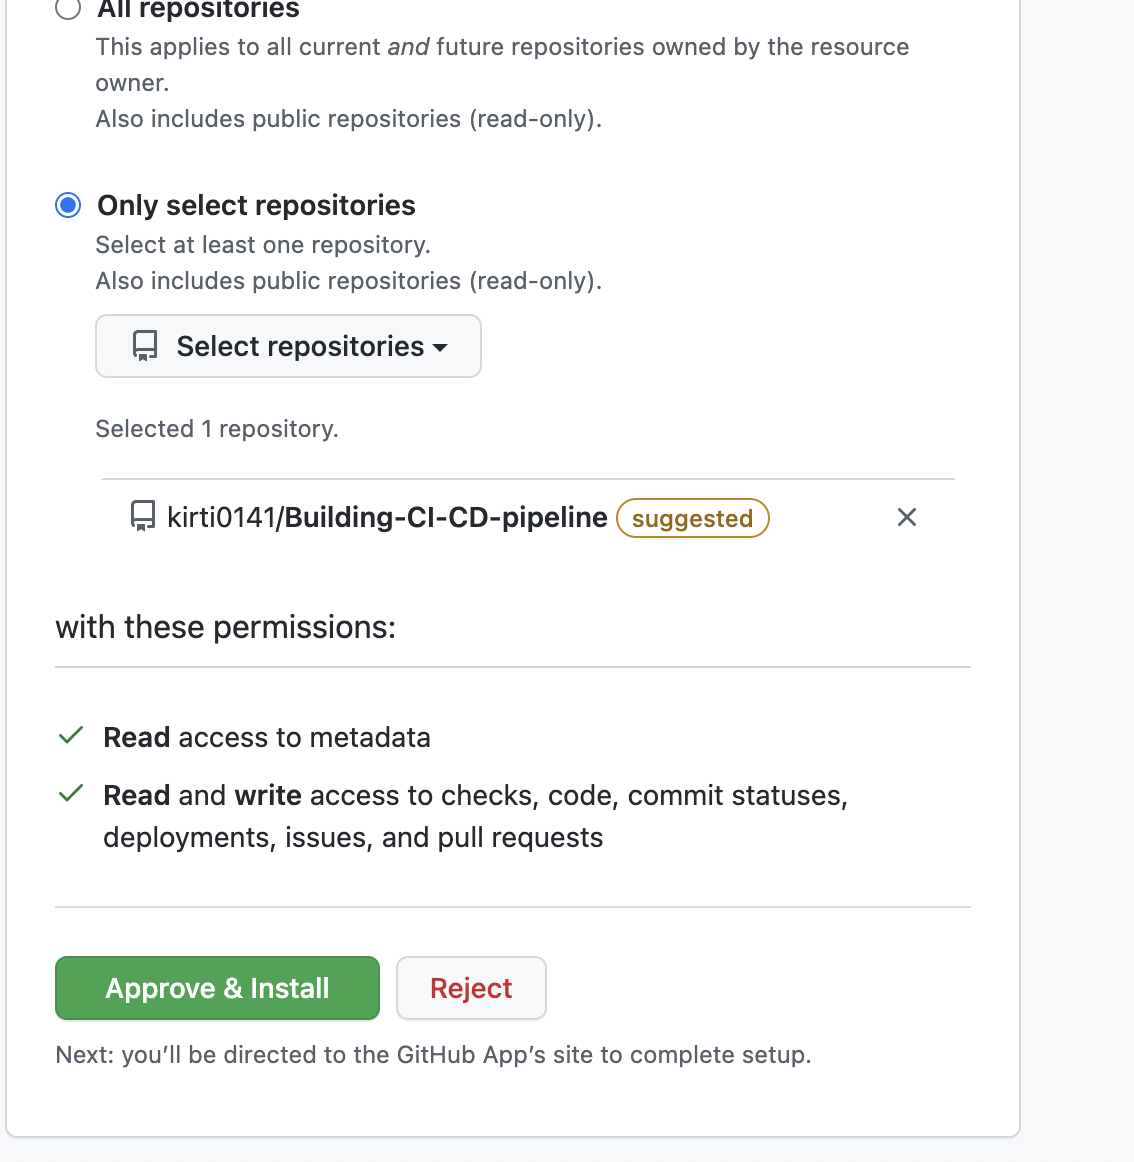 All repositories
This applies to all current and future repositories owned by the resource
owner.
Also includes public repositories (read-only).
Only select repositories
Select at least one repository.
Also includes public repositories (read-only).
Select repositories
Selected 1 repository.
kirti0141/Building-CI-CD-pipeline suggested
with these permissions:
Read access to metadata
Read and write access to checks, code, commit statuses,
deployments, issues, and pull requests
Approve & Install Reject
Next: you’ll be directed to the GitHub App’s site to complete setup.